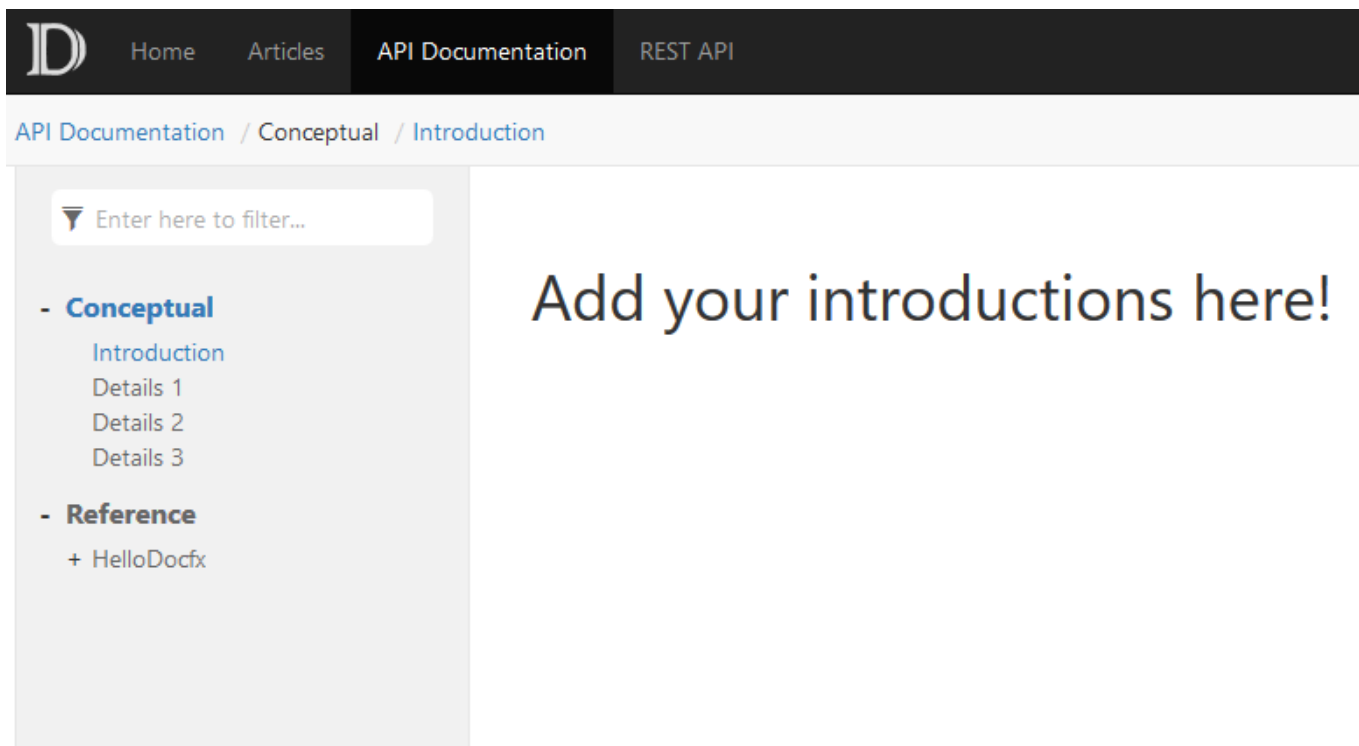 D Home Articles API Documentation REST API
API Documentation / Conceptual / Introduction
Enter here to filter...
- Conceptual
Introduction
Details 1
Details 2
Details 3
- Reference
+ HelloDocfx
Add your introductions here!